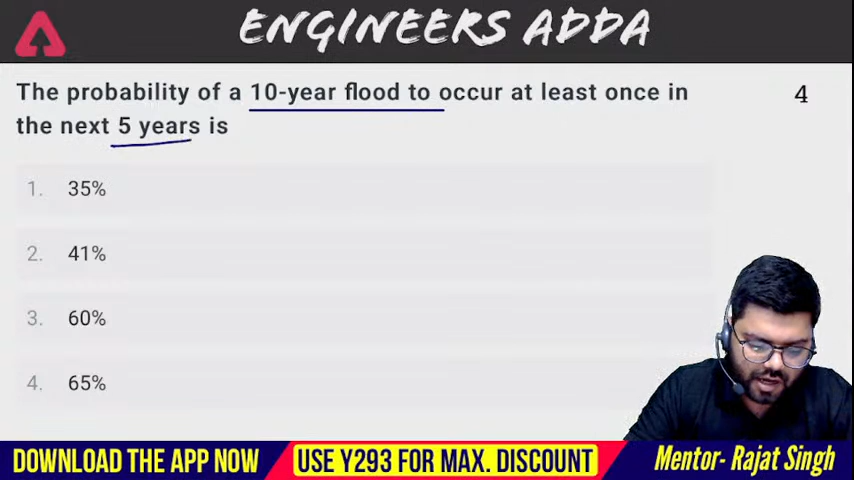 ENGINEERS ADDA
The probability of a 10-year flood to occur at least once in
the next 5 years is
4
1. 35%
2. 41%
3. 60%
4. 65%
DOWNLOAD THE APP NOW
USE Y293 FOR MAX. DISCOUNT
Mentor- Rajat Singh